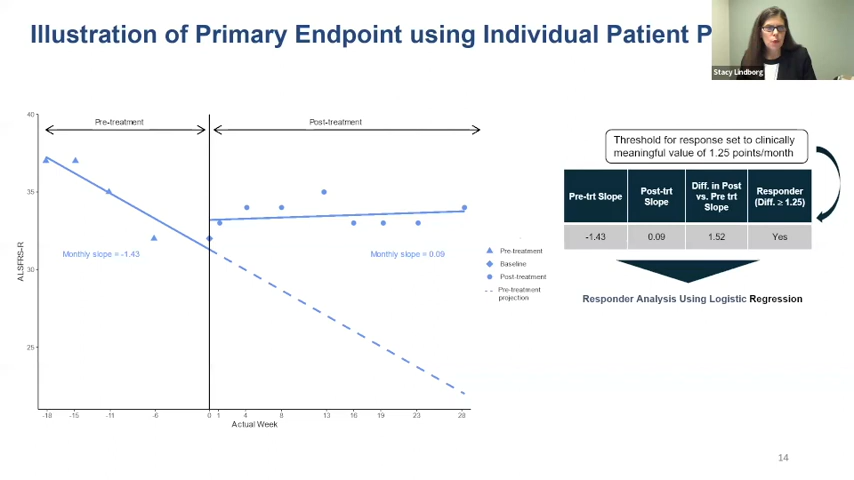 Illustration of Primary Endpoint using Individual Patient P
Stacy Lindborg
40
Pre-treatment
Post-treatment
35
30
25
ALSFRS-R
Monthly slope = -1.43
Monthly slope = 0.09
-18 -15 -11 -6 0 1 4 8 13 16 19 23 28
Actual Week
Pre-treatment
Baseline
Post-treatment
Pre-treatment
projection
Threshold for response set to clinically
meaningful value of 1.25 points/month
Pre-trt Slope
Post-trt
Slope
Diff. in Post
vs. Pre trt
Slope
Responder
(Diff. ≥ 1.25)
-1.43 0.09 1.52 Yes
Responder Analysis Using Logistic Regression
14